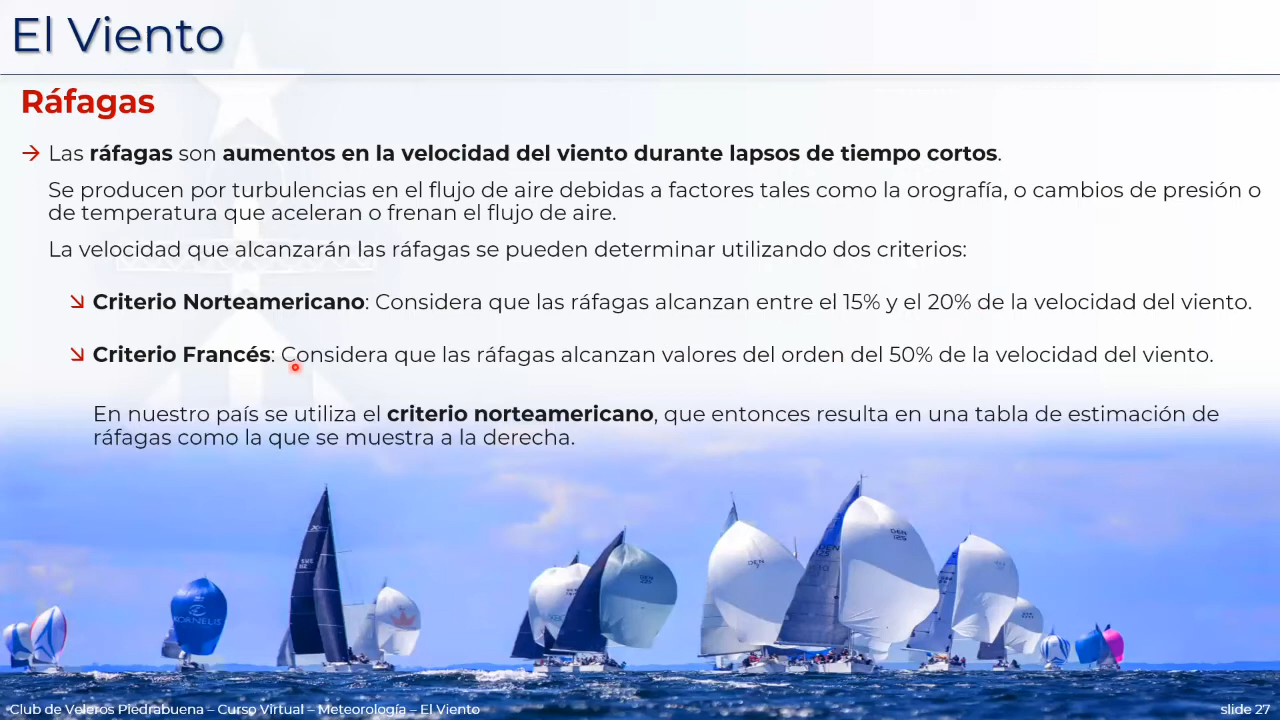 El Viento
Ráfagas
→ Las ráfagas son aumentos en la velocidad del viento durante lapsos de tiempo cortos.
Se producen por turbulencias en el flujo de aire debidas a factores tales como la orografía, o cambios de presión o
de temperatura que aceleran o frenan el flujo de aire.
La velocidad que alcanzarán las ráfagas se pueden determinar utilizando dos criterios:
↘ Criterio Norteamericano: Considera que las ráfagas alcanzan entre el 15% y el 20% de la velocidad del viento.
↘ Criterio Francés: Considera que las ráfagas alcanzan valores del orden del 50% de la velocidad del viento.
En nuestro país se utiliza el criterio norteamericano, que entonces resulta en una tabla de estimación de
ráfagas como la que se muestra a la derecha.
KORNELIS
DEN
DEN
125
Club de Veleros Piedrabuena – Curso Virtual – Meteorología – El Viento
slide 27